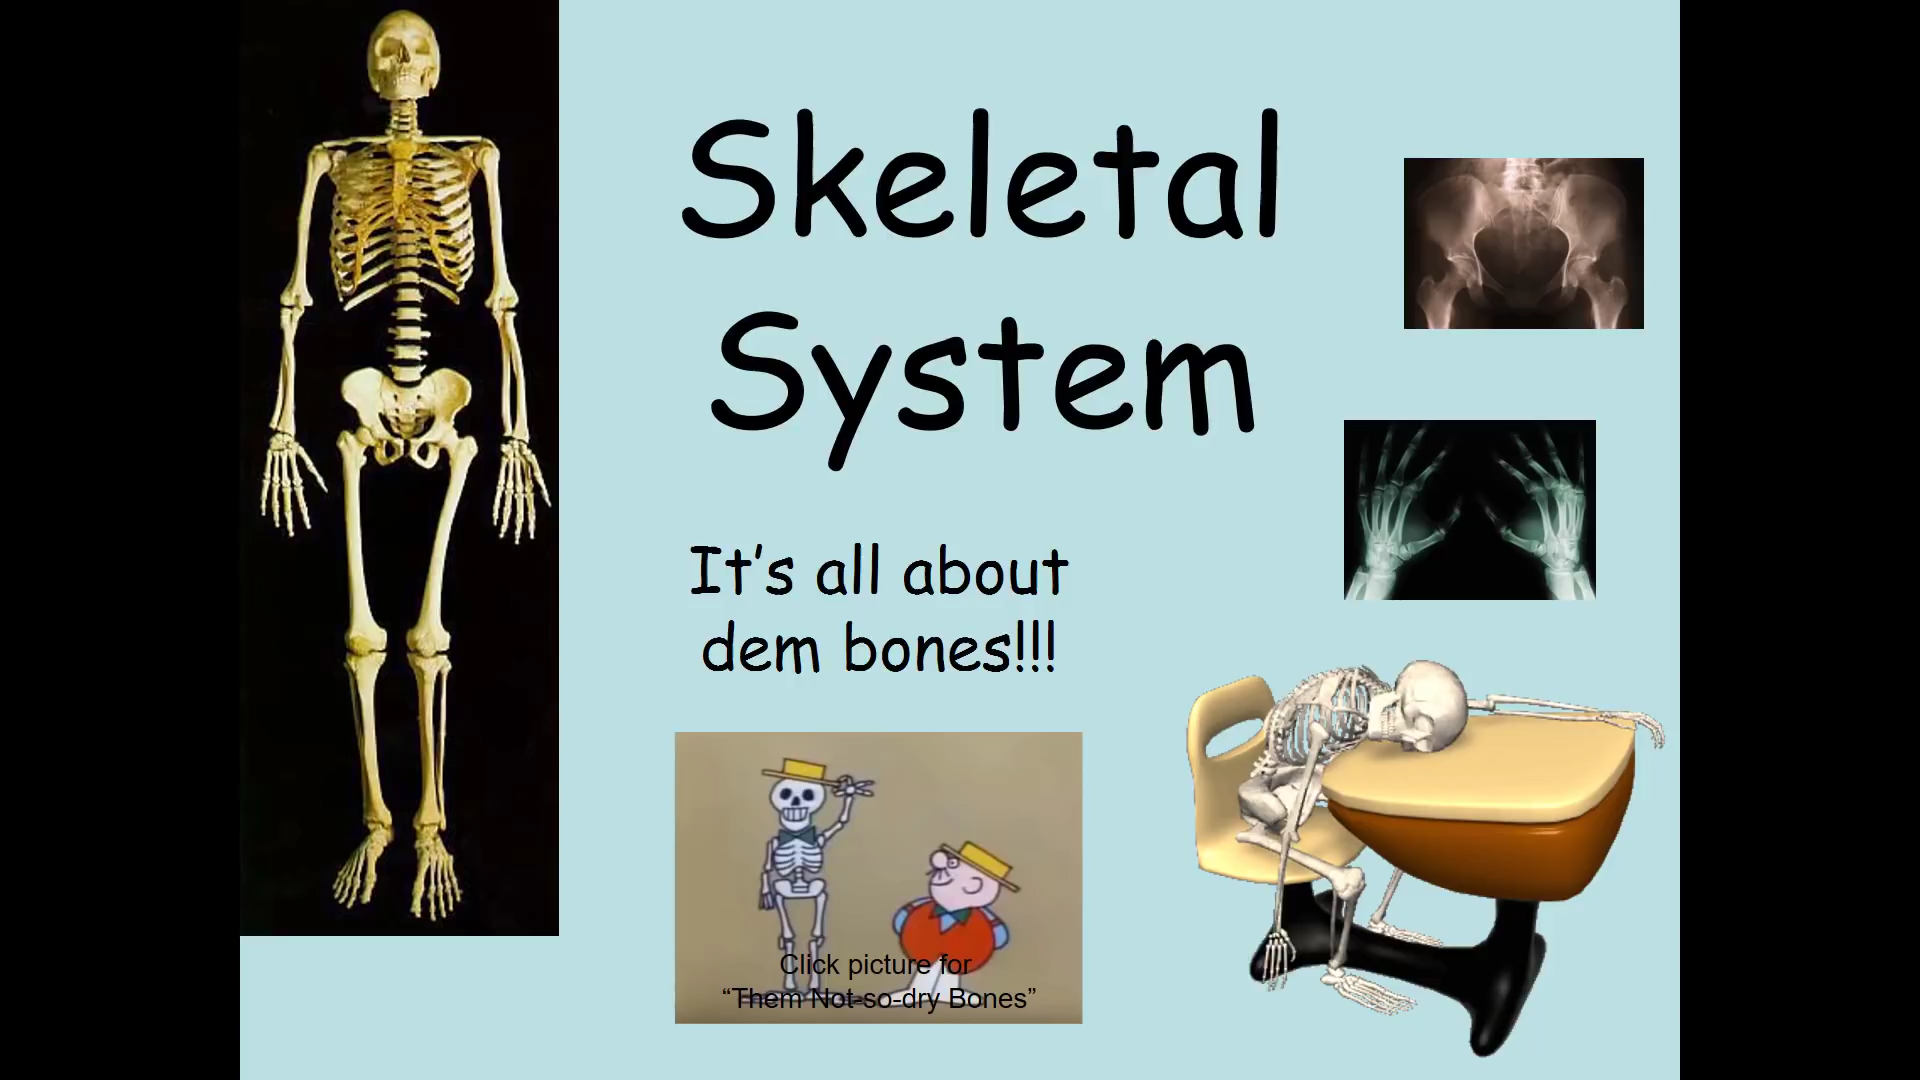 Skeletal
System
It’s all about
dem bones!!!
Click picture for
“Them Not-so-dry Bones”